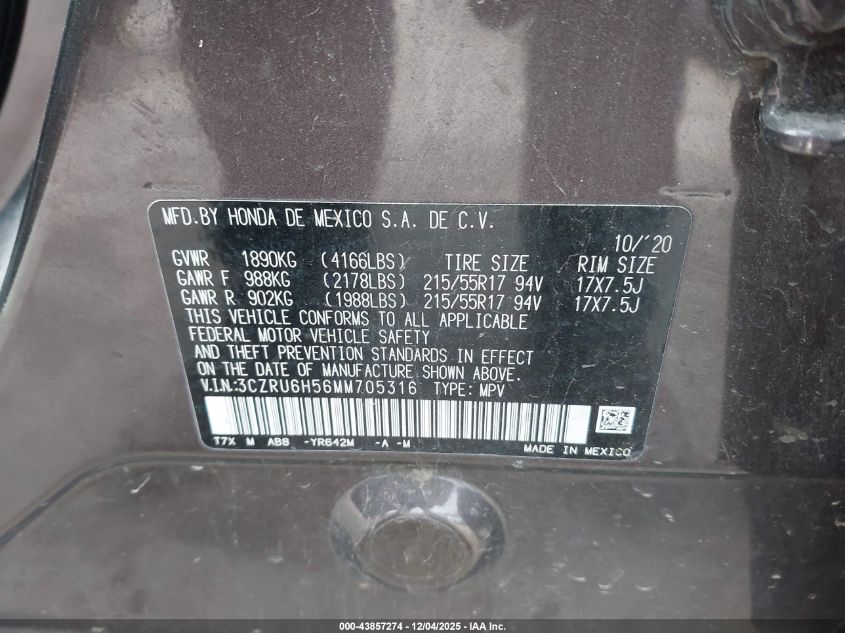 MFD. BY HONDA DE MEXICO S.A. DE C.V.
10/'20
GVWR 1890KG (4166LBS) TIRE SIZE RIM SIZE
GAWR F 988KG (2178LBS) 215/55R17 94V 17X7.5J
GAWR R 902KG (1988LBS) 215/55R17 94V 17X7.5J
THIS VEHICLE CONFORMS TO ALL APPLICABLE
FEDERAL MOTOR VEHICLE SAFETY
AND THEFT PREVENTION STANDARDS IN EFFECT
ON THE DATE OF MANUFACTURE SHOWN ABOVE.
V.I.N:3CZRU6H56MM705316 TYPE: MPV
T7X M AB8 -YR642M -A -M
MADE IN MEXICO
000-43857274 - 12/04/2025 - IAAI.COM